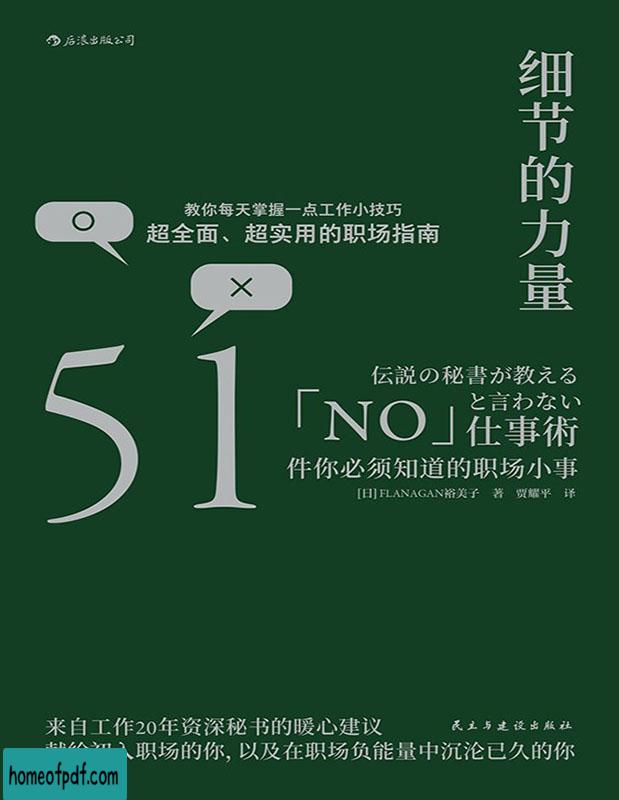 后浪出版公司
细节的力量
教你每天掌握一点工作小技巧
超全面、超实用的职场指南
○
×
51
伝説の秘書が教える
「NO」と言わない
仕事術
件你必须知道的职场小事
[日]FLANAGAN裕美子 著 贾耀平 译
来自工作20年资深秘书的暖心建议
民主与建设出版社
献给初入职场的你,以及在职场负能量中沉沦已久的你
homeofpdf.com